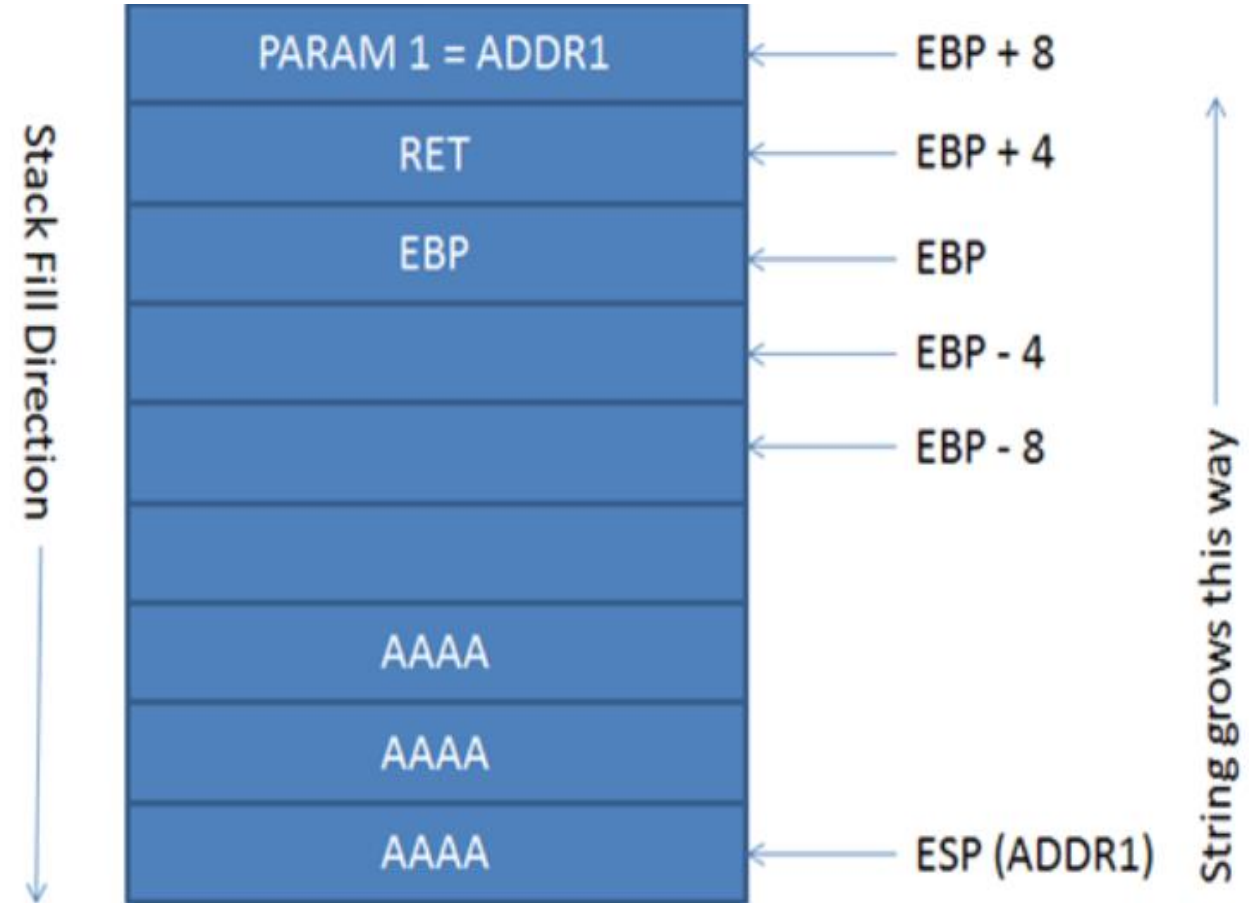 PARAM 1 = ADDR1
EBP + 8
RET
EBP + 4
EBP
EBP
EBP - 4
EBP - 8
AAAA
AAAA
AAAA
ESP (ADDR1)
Stack Fill Direction
String grows this way